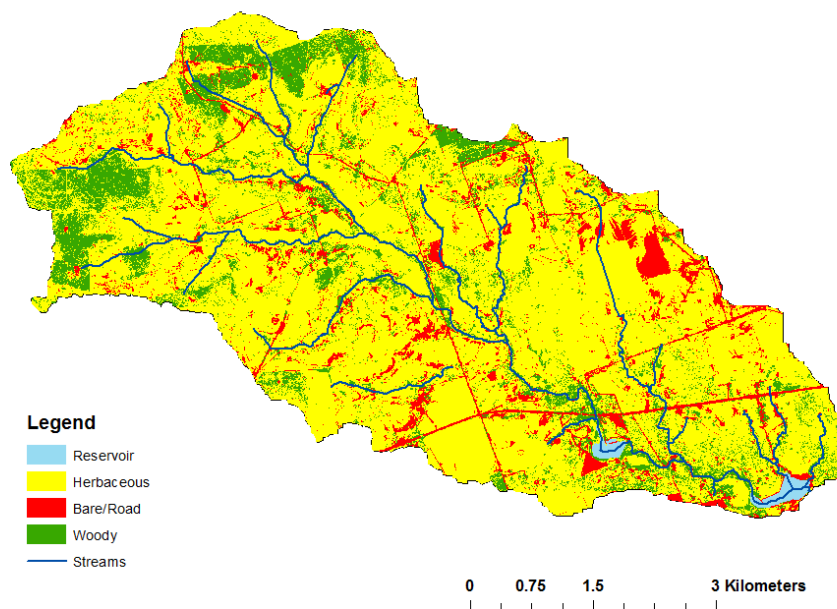 Legend
Reservoir
Herbaceous
Bare/Road
Woody
Streams
0 0.75 1.5 3 Kilometers